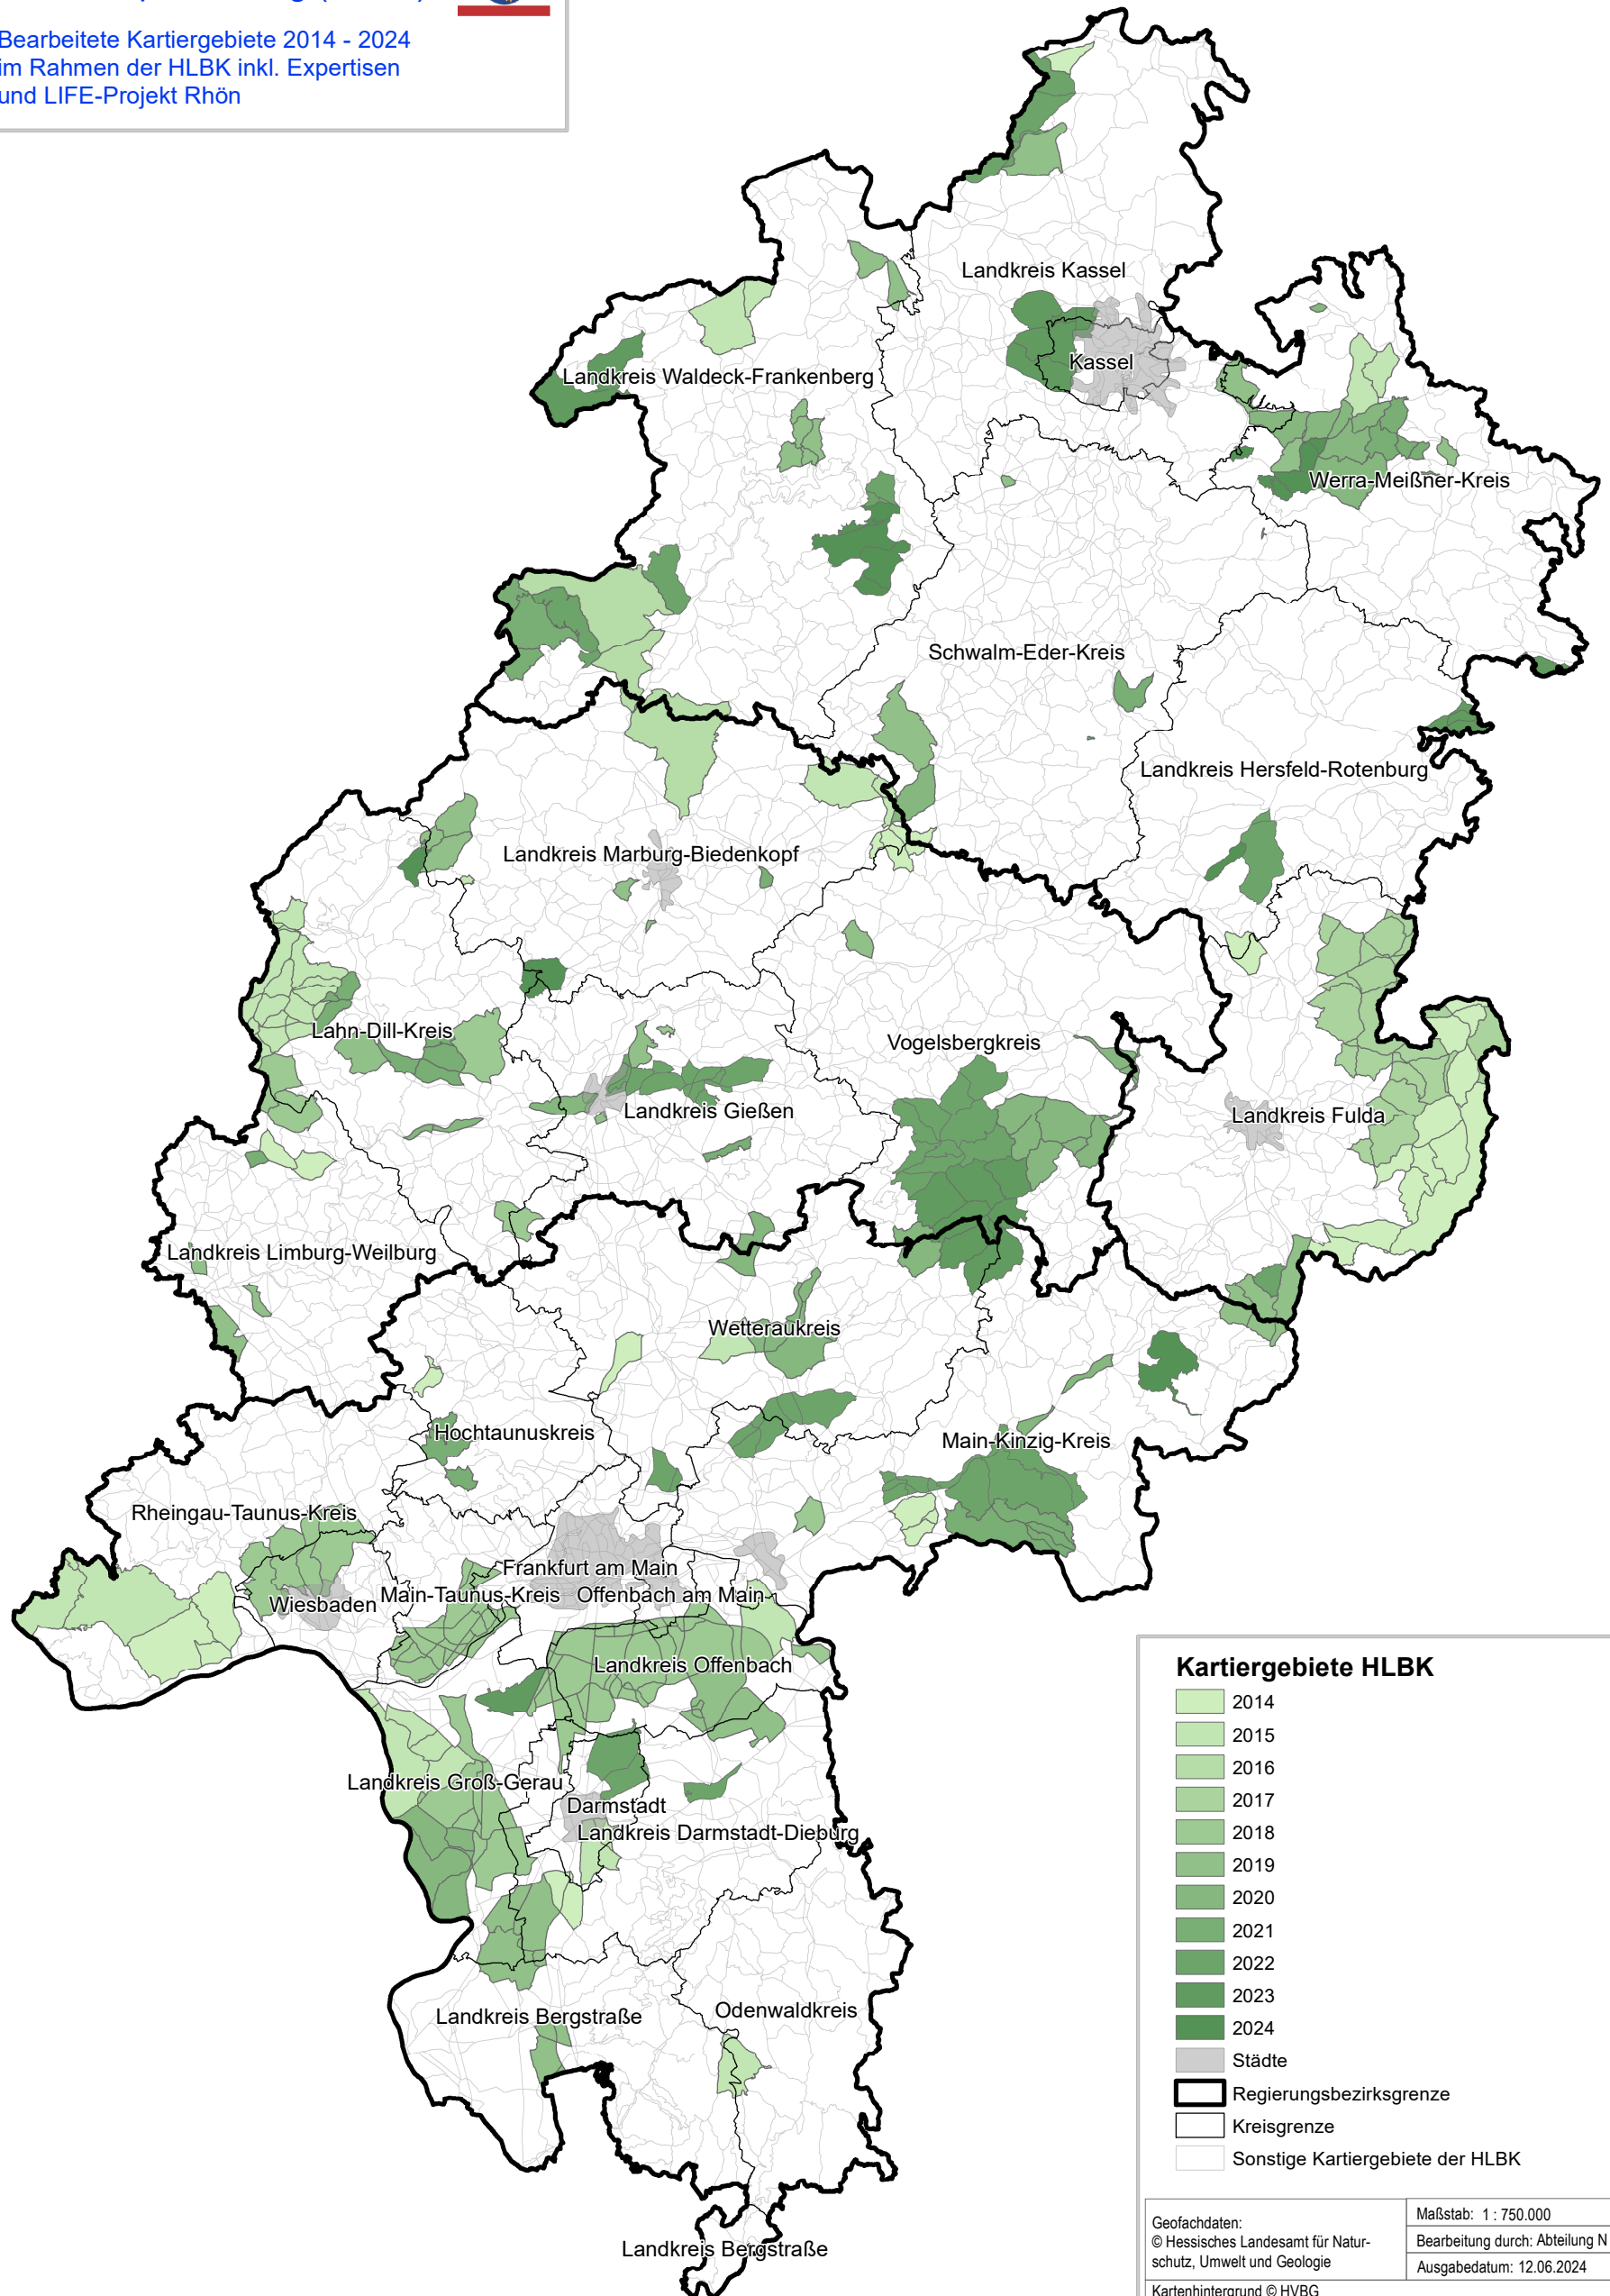 Bearbeitete Kartiergebiete 2014 - 2024
im Rahmen der HLBK inkl. Expertisen
und LIFE-Projekt Rhön
Landkreis Kassel
Kassel
Landkreis Waldeck-Frankenberg
Werra-Meißner-Kreis
Schwalm-Eder-Kreis
Landkreis Hersfeld-Rotenburg
Landkreis Marburg-Biedenkopf
Lahn-Dill-Kreis
Vogelsbergkreis
Landkreis Gießen
Landkreis Fulda
Landkreis Limburg-Weilburg
Wetteraukreis
Hochtaunuskreis
Main-Kinzig-Kreis
Rheingau-Taunus-Kreis
Frankfurt am Main
Wiesbaden
Main-Taunus-Kreis
Offenbach am Main
Landkreis Offenbach
Landkreis Groß-Gerau
Darmstadt
Landkreis Darmstadt-Dieburg
Landkreis Bergstraße
Odenwaldkreis
Landkreis Bergstraße
Kartiergebiete HLBK
2014
2015
2016
2017
2018
2019
2020
2021
2022
2023
2024
Städte
Regierungsbezirksgrenze
Kreisgrenze
Sonstige Kartiergebiete der HLBK
Geofachdaten:
© Hessisches Landesamt für Natur-
schutz, Umwelt und Geologie
Maßstab: 1 : 750.000
Bearbeitung durch: Abteilung N
Ausgabedatum: 12.06.2024
Kartenhintergrund © HVBG